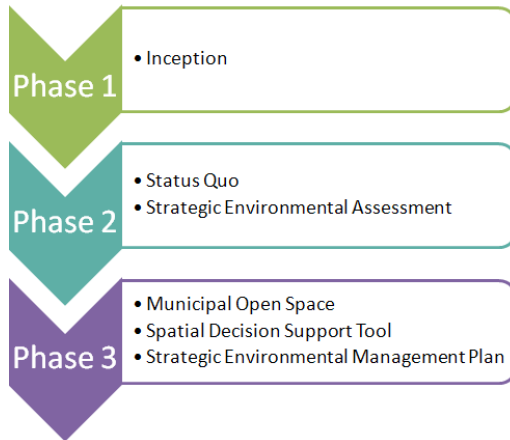 Phase 1
• Inception
Phase 2
• Status Quo
• Strategic Environmental Assessment
Phase 3
• Municipal Open Space
• Spatial Decision Support Tool
• Strategic Environmental Management Plan